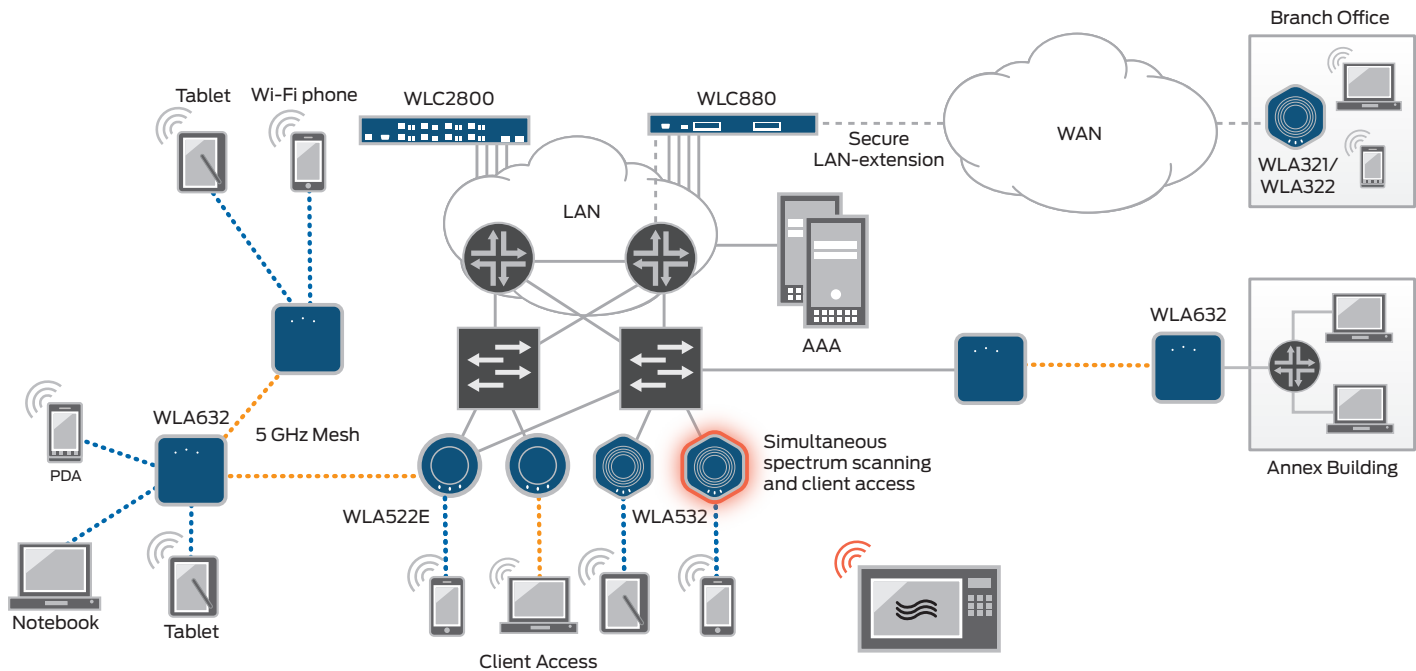 Branch Office
Tablet
Wi-Fi phone
WLC2800
WLC880
Secure
LAN-extension
WAN
WLA321/
WLA322
LAN
AAA
WLA632
WLA632
5 GHz Mesh
PDA
Simultaneous
spectrum scanning
and client access
Annex Building
WLA522E
WLA532
Notebook
Tablet
Client Access